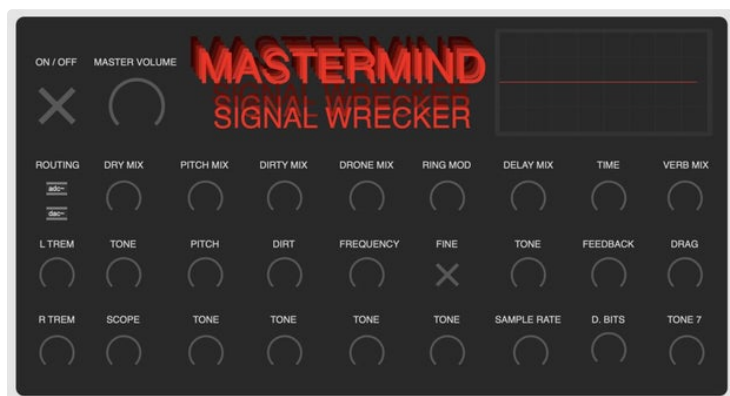 ON / OFF MASTER VOLUME
MASTERMIND
SIGNAL WRECKER
ROUTING DRY MIX PITCH MIX DIRTY MIX DRONE MIX RING MOD DELAY MIX TIME VERB MIX
adc~
dac~
L TREM TONE PITCH DIRT FREQUENCY FINE TONE FEEDBACK DRAG
R TREM SCOPE TONE TONE TONE TONE SAMPLE RATE D. BITS TONE 7